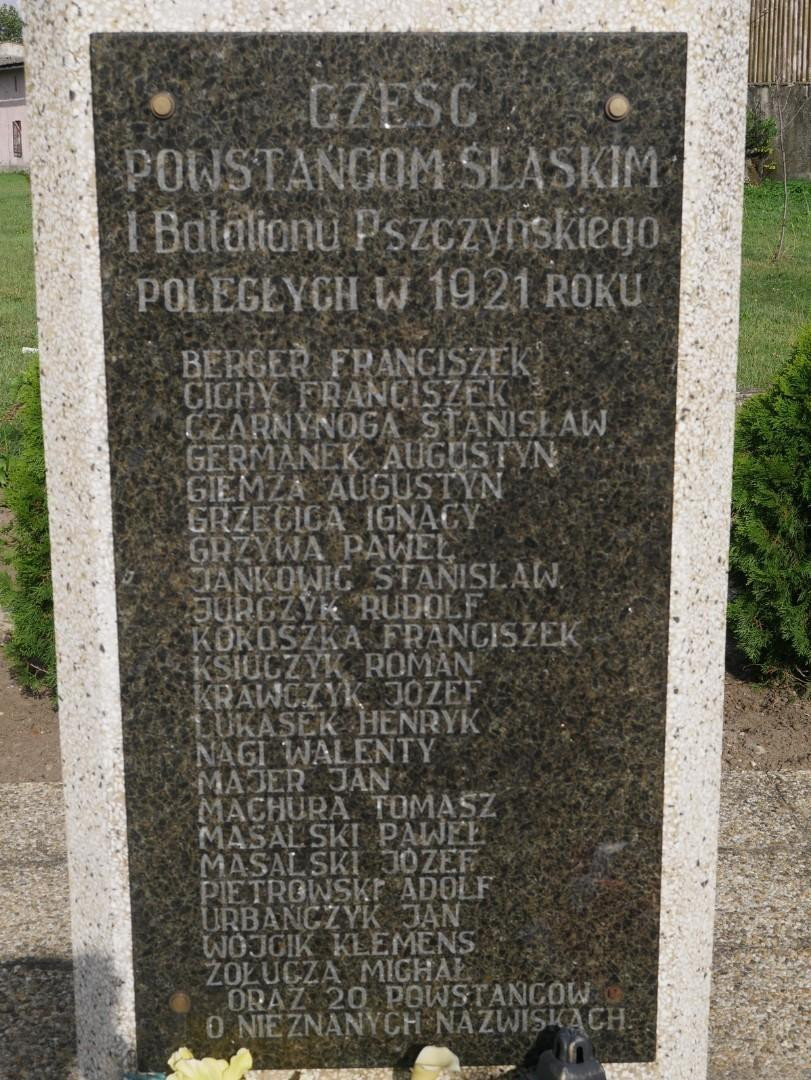 CZEŚĆ
POWSTAŃCOM ŚLĄSKIM
I Batalionu Pszczyńskiego
POLEGŁYCH W 1921 ROKU
BERGER FRANCISZEK
CICHY FRANCISZEK
CZARNYNOGA STANISŁAW
GERMANEK AUGUSTYN
GIEMZA AUGUSTYN
GRZECICA IGNACY
GRZYWA PAWEŁ
JANKOWIC STANISŁAW
JURCZYK RUDOLF
KOKOSZKA FRANCISZEK
KSIUCZYK ROMAN
KRAWCZYK JÓZEF
LUKASEK HENRYK
NAGI WALENTY
MAJER JAN
MACHURA TOMASZ
MASALSKI PAWEŁ
MASALSKI JÓZEF
PIETROWSKI ADOLF
URBAŃCZYK JAN
WÓJCIK KLEMENS
ZOŁUCZA MICHAŁ
ORAZ 20 POWSTAŃCÓW
O NIEZNANYCH NAZWISKACH.